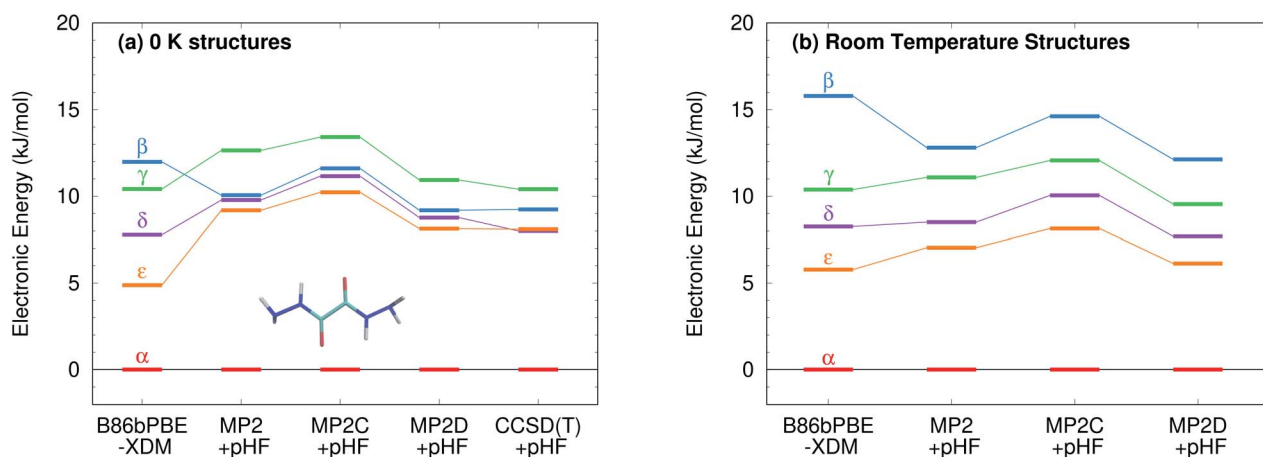 (a) 0 K structures
Electronic Energy (kJ/mol)
20
15
10
5
0
β
γ
δ
ε
α
B86bPBE
-XDM
MP2
+pHF
MP2C
+pHF
MP2D
+pHF
CCSD(T)
+pHF
(b) Room Temperature Structures
Electronic Energy (kJ/mol)
20
15
10
5
0
β
γ
δ
ε
α
B86bPBE
-XDM
MP2
+pHF
MP2C
+pHF
MP2D
+pHF